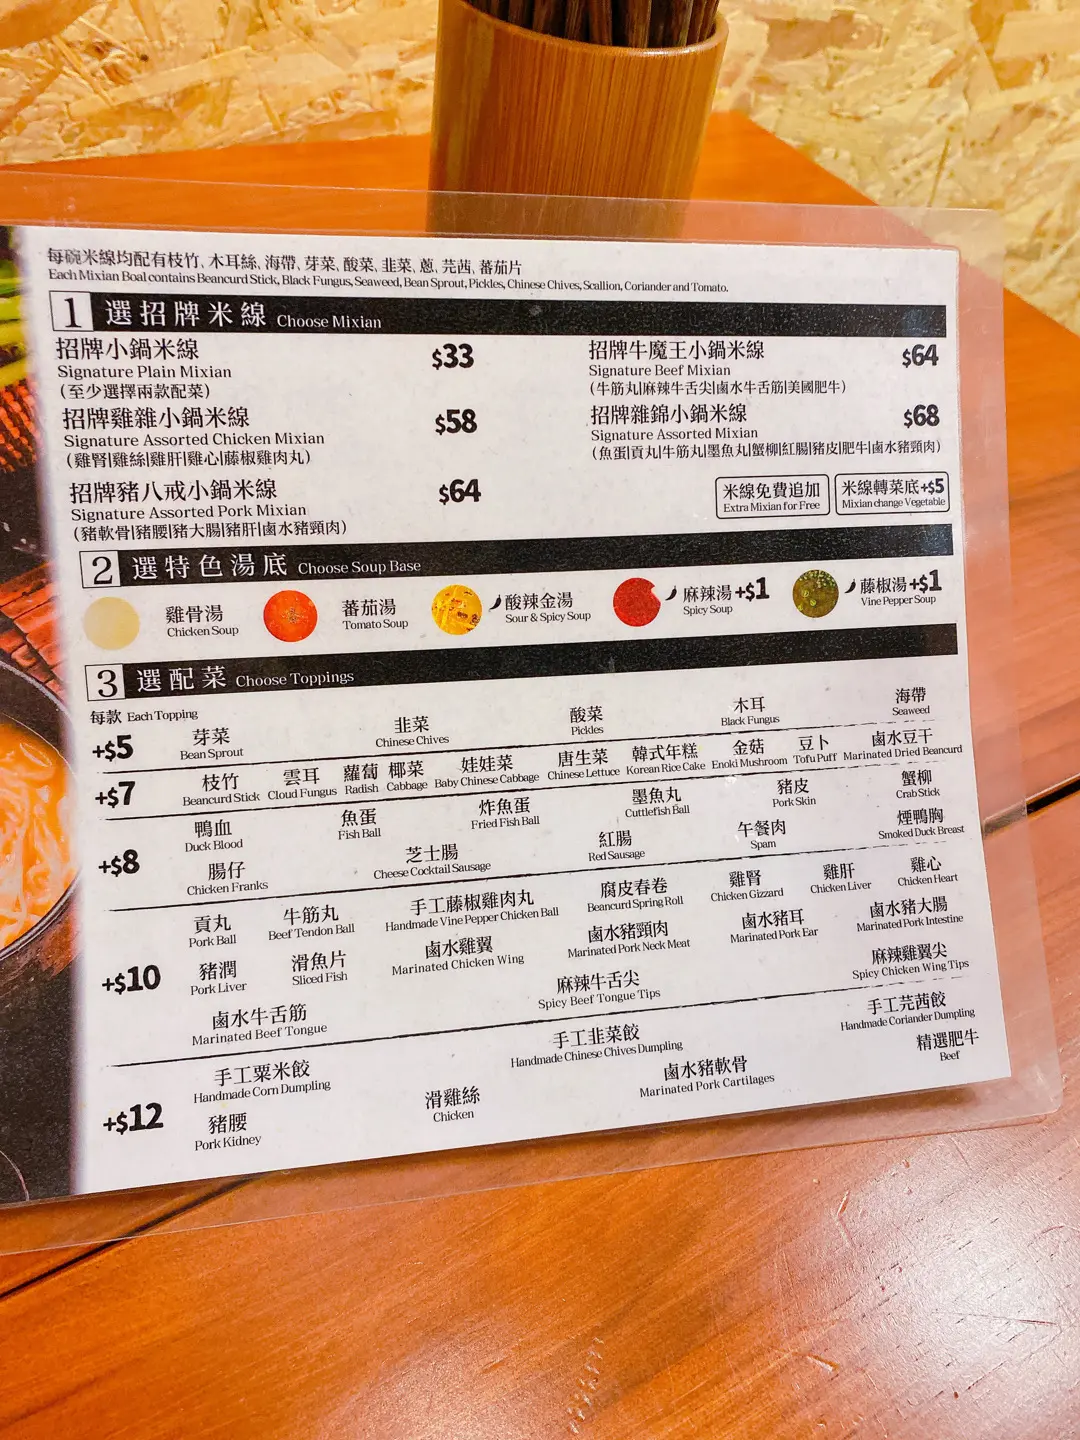 每碗米線均配有枝竹, 木耳絲, 海帶, 芽菜, 酸菜, 韭菜, 蔥, 芫茜, 蕃茄片
Each Mixian Boal contains Beancurd Stick, Black Fungus, Seaweed, Bean Sprout, Pickles, Chinese Chives, Scallion, Coriander and Tomato.
1 選招牌米線 Choose Mixian
招牌小鍋米線 $33
Signature Plain Mixian
(至少選擇兩款配菜)
招牌雞雜小鍋米線 $58
Signature Assorted Chicken Mixian
(雞腎|雞絲|雞肝|雞心|藤椒雞肉丸)
招牌豬八戒小鍋米線 $64
Signature Assorted Pork Mixian
(豬軟骨|豬腰|豬大腸|豬肝|鹵水豬頸肉)
招牌牛魔王小鍋米線 $64
Signature Beef Mixian
(牛筋丸|麻辣牛舌尖|鹵水牛舌筋|美國肥牛)
招牌雜錦小鍋米線 $68
Signature Assorted Mixian
(魚蛋|貢丸|牛筋丸|墨魚丸|蟹柳|紅腸|豬皮|肥牛|鹵水豬頸肉)
米線免費追加
Extra Mixian for Free
米線轉菜底+$5
Mixian change Vegetable
2 選特色湯底 Choose Soup Base
雞骨湯
Chicken Soup
蕃茄湯
Tomato Soup
酸辣金湯
Sour & Spicy Soup
麻辣湯+$1
Spicy Soup
藤椒湯+$1
Vine Pepper Soup
3 選配菜 Choose Toppings
每款 Each Topping
+$5
芽菜
Bean Sprout
韭菜
Chinese Chives
酸菜
Pickles
木耳
Black Fungus
海帶
Seaweed
+$7
枝竹
Beancurd Stick
雲耳
Cloud Fungus
蘿蔔
Radish
椰菜
Cabbage
娃娃菜
Baby Chinese Cabbage
唐生菜
Chinese Lettuce
韓式年糕
Korean Rice Cake
金菇
Enoki Mushroom
豆卜
Tofu Puff
鹵水豆干
Marinated Dried Beancurd
+$8
鴨血
Duck Blood
魚蛋
Fish Ball
炸魚蛋
Fried Fish Ball
墨魚丸
Cuttlefish Ball
豬皮
Pork Skin
蟹柳
Crab Stick
腸仔
Chicken Franks
芝士腸
Cheese Cocktail Sausage
紅腸
Red Sausage
午餐肉
Spam
煙鴨胸
Smoked Duck Breast
+$10
貢丸
Pork Ball
牛筋丸
Beef Tendon Ball
手工藤椒雞肉丸
Handmade Vine Pepper Chicken Ball
腐皮春卷
Beancurd Spring Roll
雞腎
Chicken Gizzard
雞肝
Chicken Liver
雞心
Chicken Heart
豬潤
Pork Liver
滑魚片
Sliced Fish
鹵水雞翼
Marinated Chicken Wing
鹵水豬頸肉
Marinated Pork Neck Meat
鹵水豬耳
Marinated Pork Ear
鹵水豬大腸
Marinated Pork Intestine
鹵水牛舌筋
Marinated Beef Tongue
麻辣牛舌尖
Spicy Beef Tongue Tips
麻辣雞翼尖
Spicy Chicken Wing Tips
+$12
手工粟米餃
Handmade Corn Dumpling
手工韭菜餃
Handmade Chinese Chives Dumpling
手工芫茜餃
Handmade Coriander Dumpling
豬腰
Pork Kidney
滑雞絲
Chicken
鹵水豬軟骨
Marinated Pork Cartilages
精選肥牛
Beef